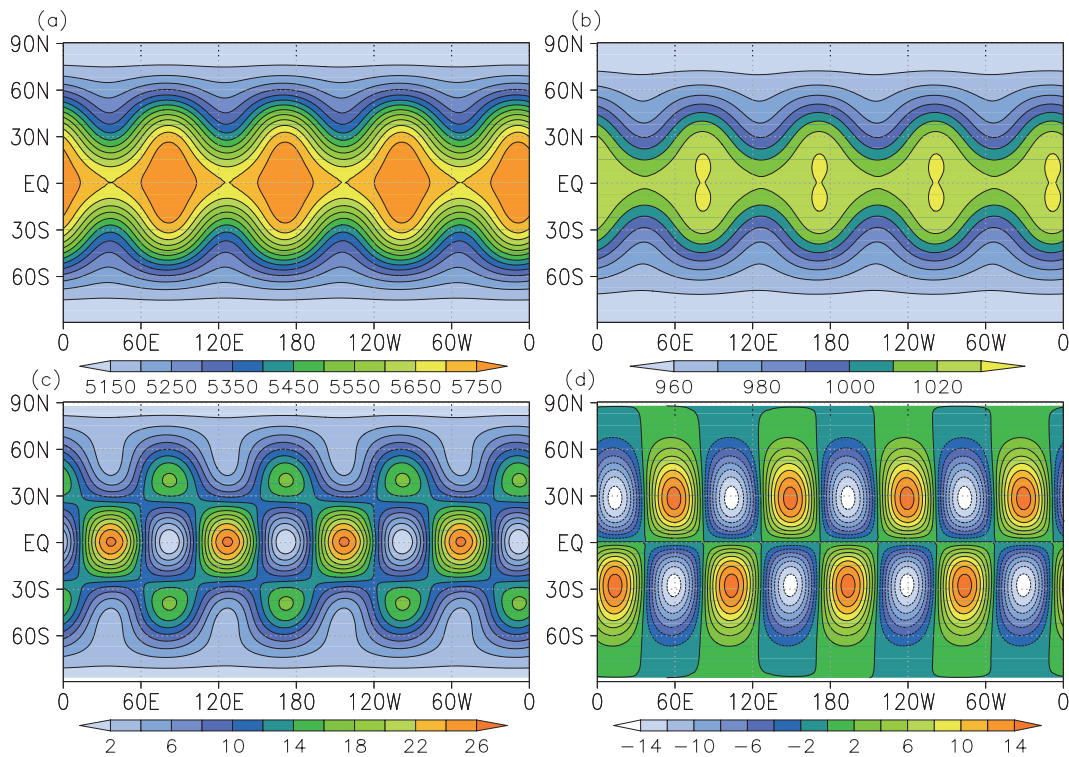 (a)
90N
60N
30N
EQ
30S
60S
0 60E 120E 180 120W 60W 0
5150 5250 5350 5450 5550 5650 5750
(b)
90N
60N
30N
EQ
30S
60S
0 60E 120E 180 120W 60W 0
960 980 1000 1020
(c)
90N
60N
30N
EQ
30S
60S
0 60E 120E 180 120W 60W 0
2 6 10 14 18 22 26
(d)
90N
60N
30N
EQ
30S
60S
0 60E 120E 180 120W 60W 0
−14 −10 −6 −2 2 6 10 14